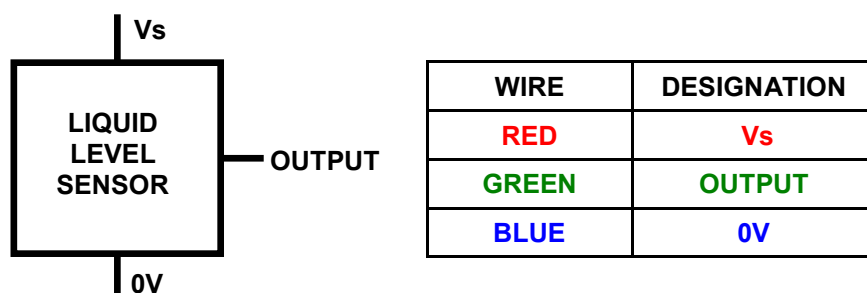 Vs
LIQUID
LEVEL
SENSOR
OUTPUT
0V
WIRE DESIGNATION
RED Vs
GREEN OUTPUT
BLUE 0V